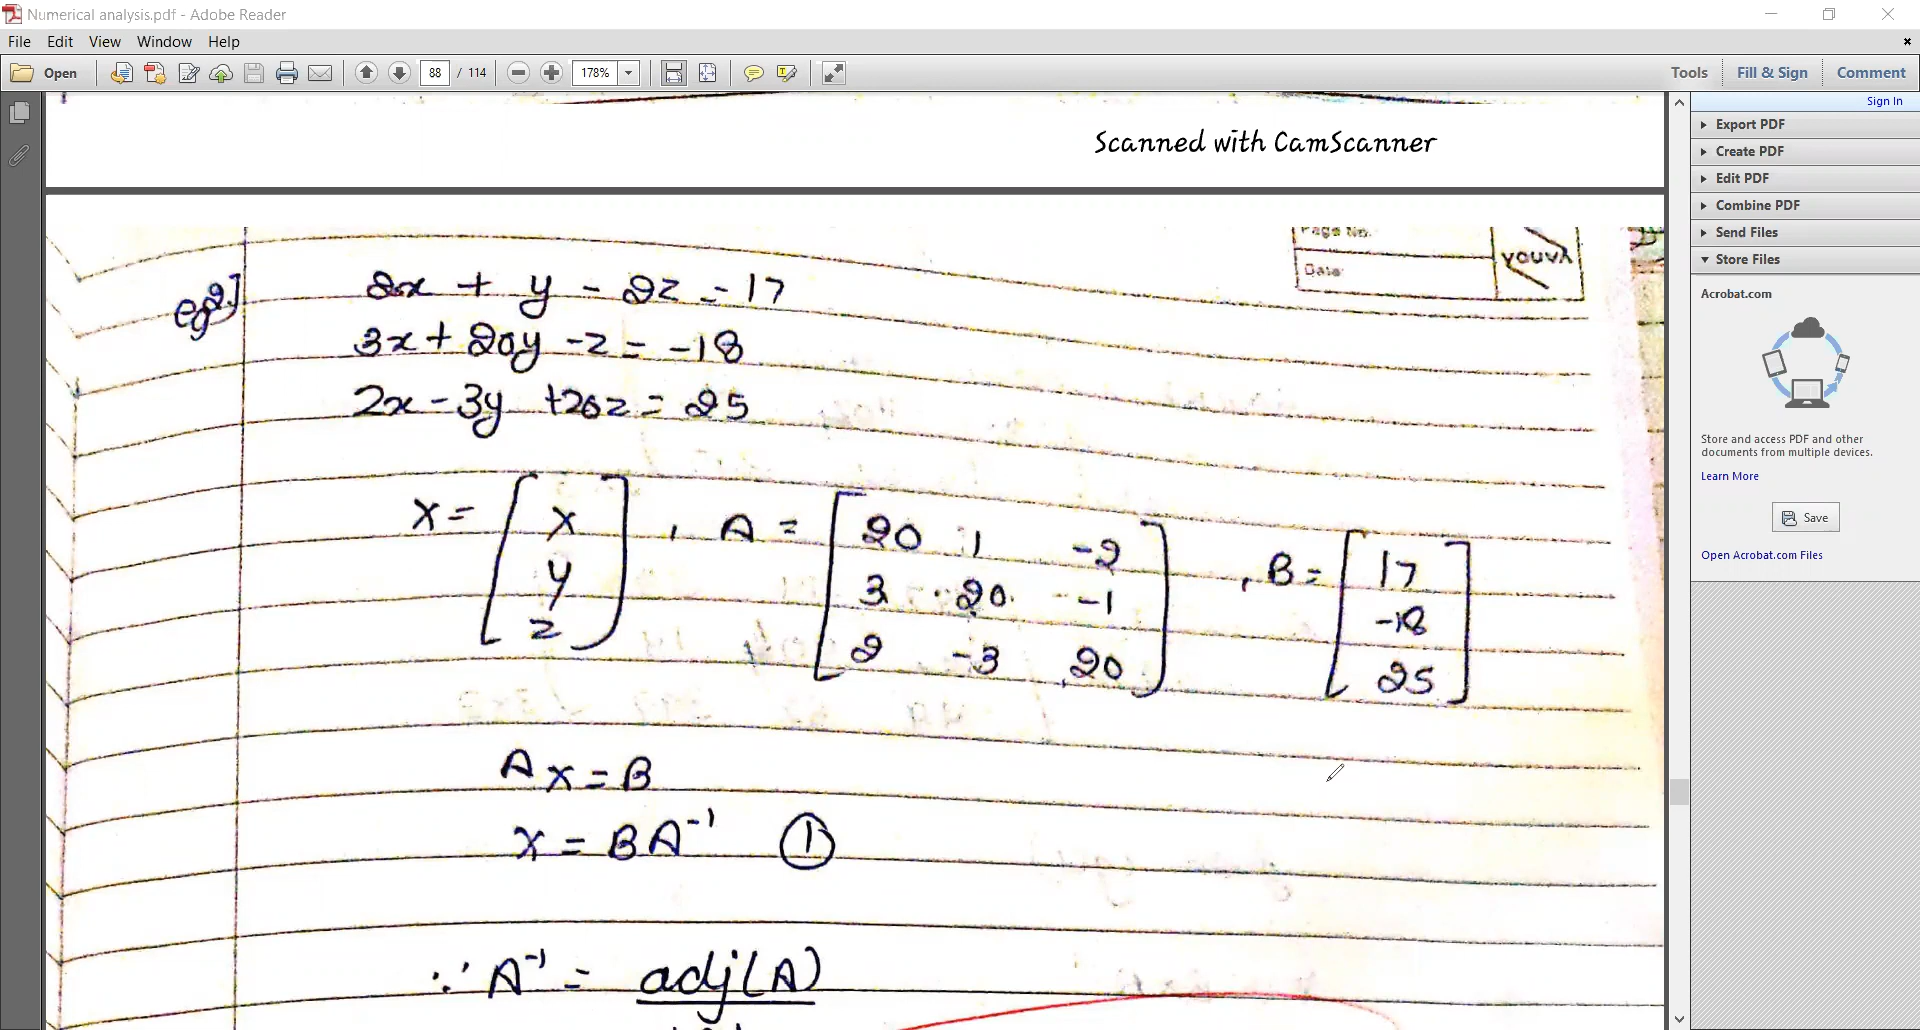 Numerical analysis.pdf - Adobe Reader
File Edit View Window Help
Open 88 / 114 178% Tools Fill & Sign Comment
Sign In
Export PDF
Create PDF
Edit PDF
Combine PDF
Send Files
Store Files
Acrobat.com
Store and access PDF and other
documents from multiple devices.
Learn More
Save
Open Acrobat.com Files
Scanned with CamScanner
Page No.
Date
YOUVA
eg 2]
2x + y - 2z = 17
3x + 20y - z = -18
2x - 3y + 20z = 25
X = [ x , A = [ 20 1 -2 ] , B = [ 17 ]
y 3 20 -1 -18
z ] 2 -3 20 25
Ax = B
x = BA⁻¹ ①
∵ A⁻¹ = adj(A)